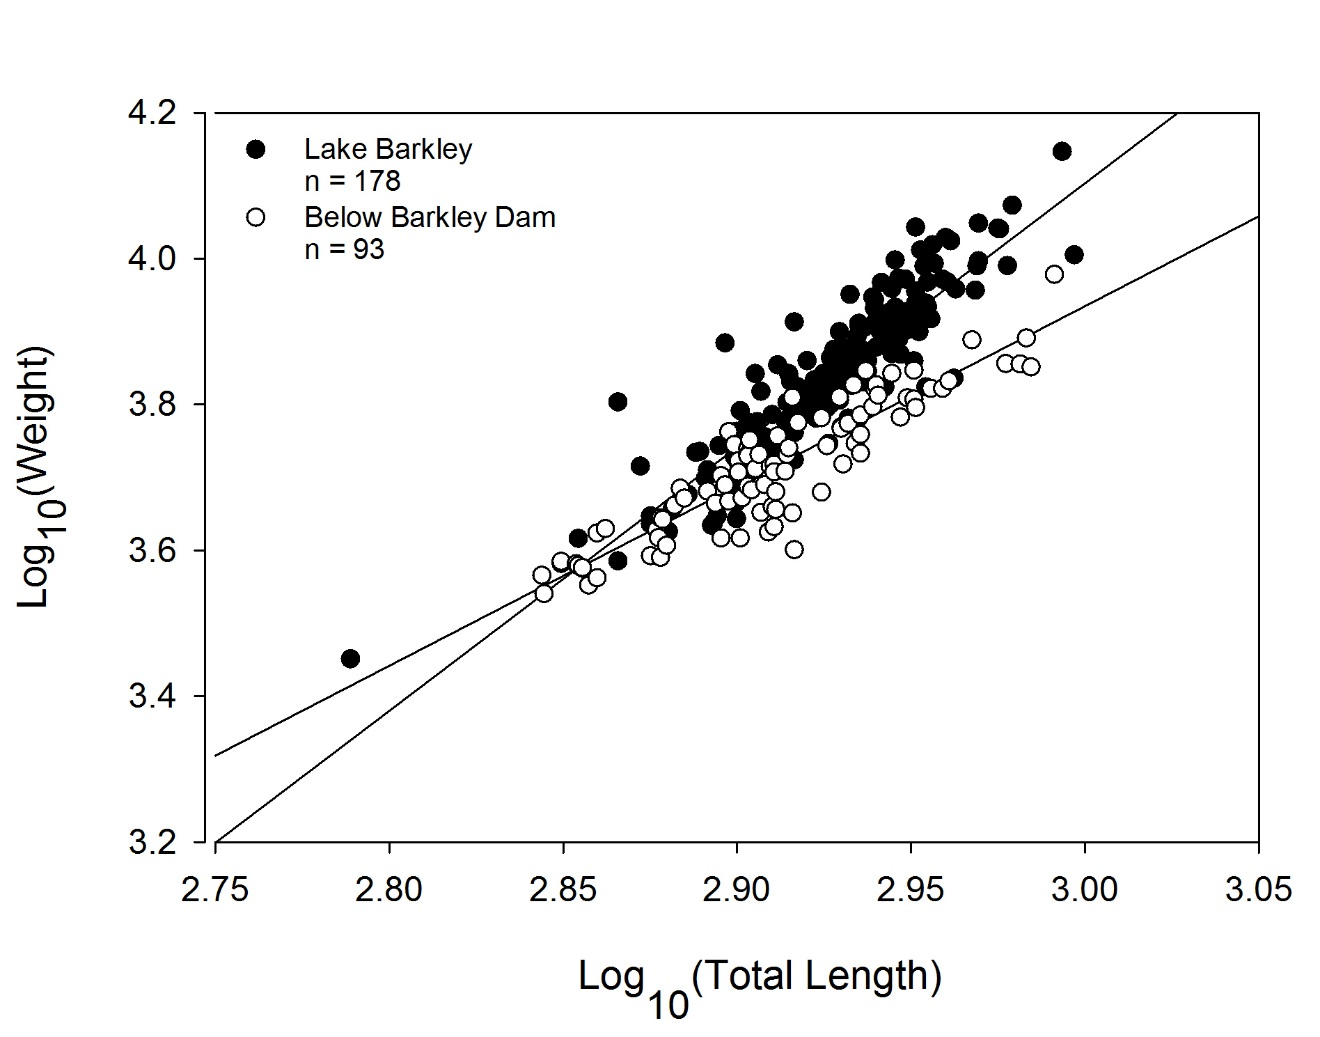 4.2
Lake Barkley
n = 178
Below Barkley Dam
n = 93
4.0
3.8
Log10(Weight)
3.6
3.4
3.2
2.75 2.80 2.85 2.90 2.95 3.00 3.05
Log10(Total Length)